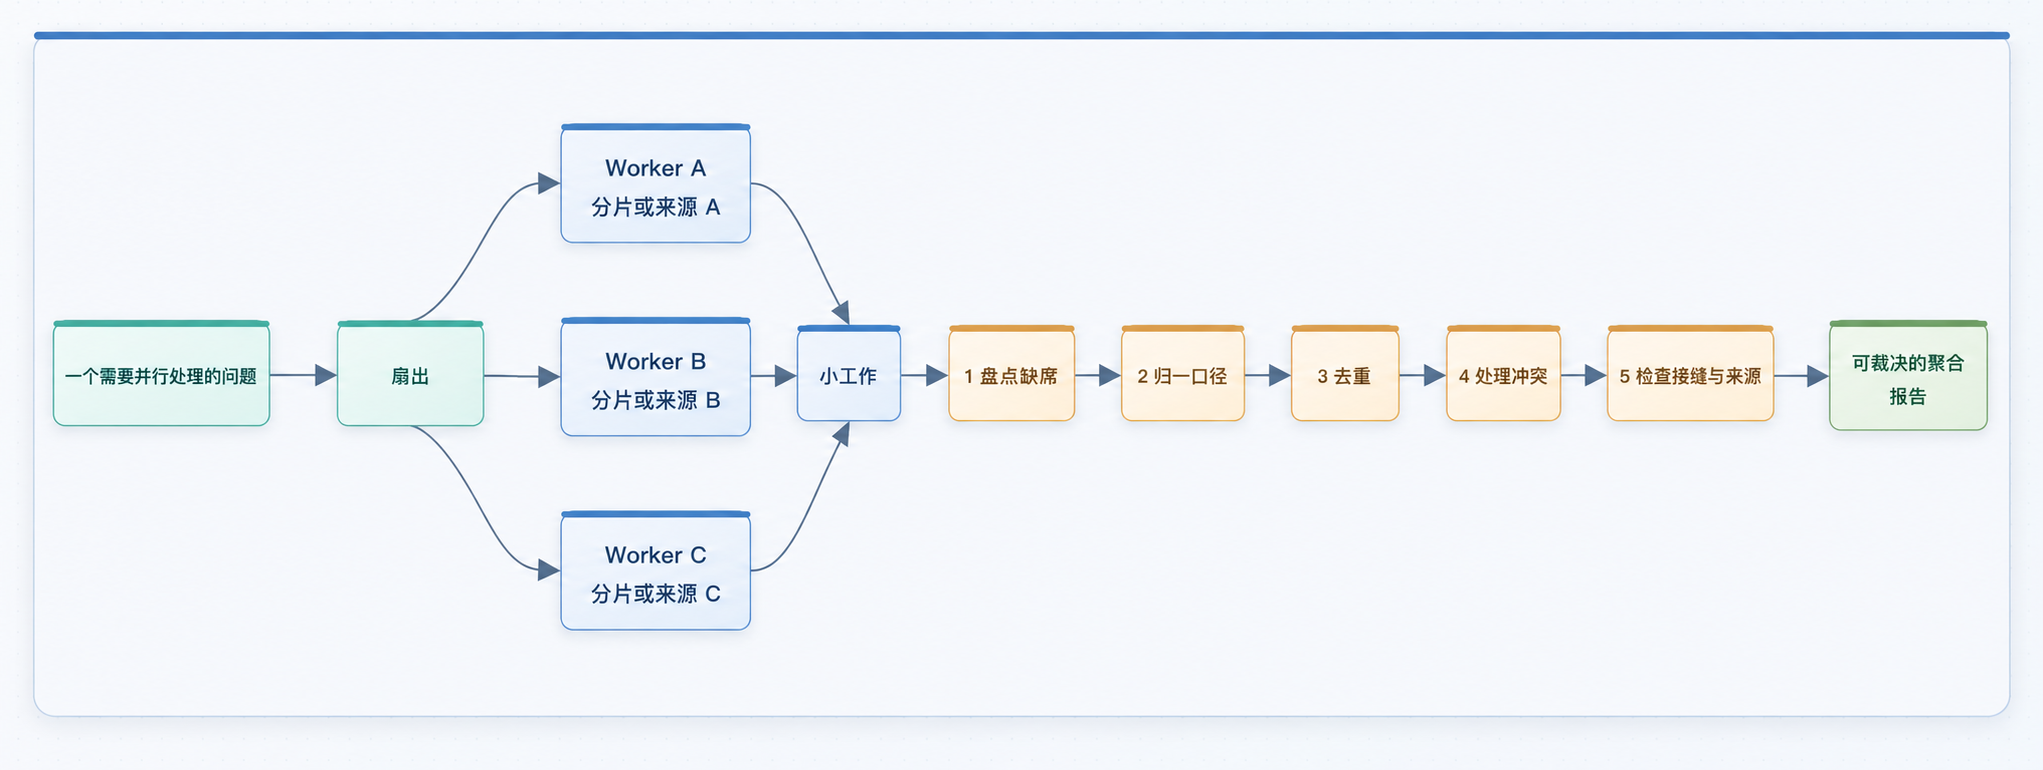 一个需要并行处理的问题
扇出
Worker A
分片或来源 A
Worker B
分片或来源 B
Worker C
分片或来源 C
小工作
1 盘点缺席
2 归一口径
3 去重
4 处理冲突
5 检查接缝与来源
可裁决的聚合
报告